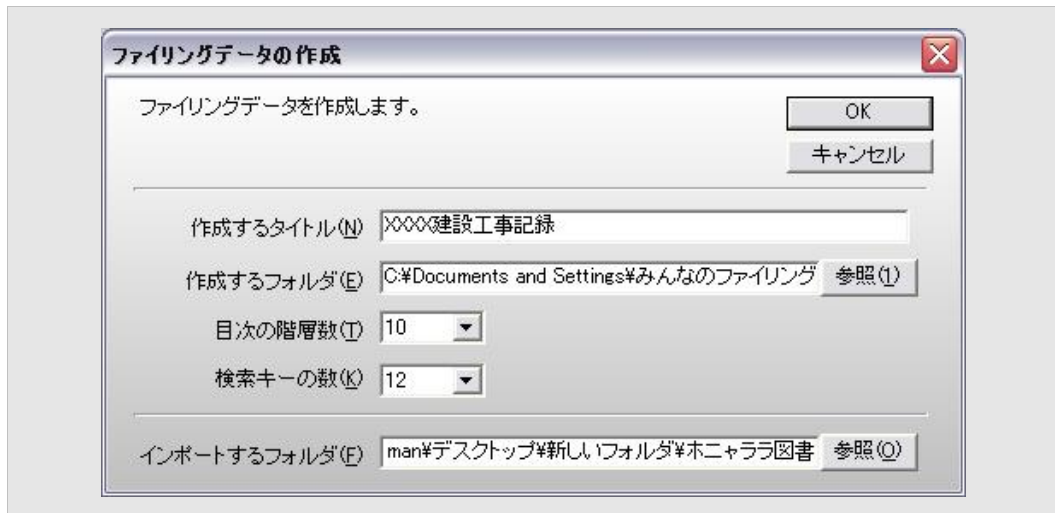 ファイリングデータの作成
ファイリングデータを作成します。
OK
キャンセル
作成するタイトル(N) XXXX建設工事記録
作成するフォルダ(E) C:¥Documents and Settings¥みんなのファイリング 参照(1)
目次の階層数(T) 10
検索キーの数(K) 12
インポートするフォルダ(F) man¥デスクトップ¥新しいフォルダ¥ホニャララ図書 参照(O)